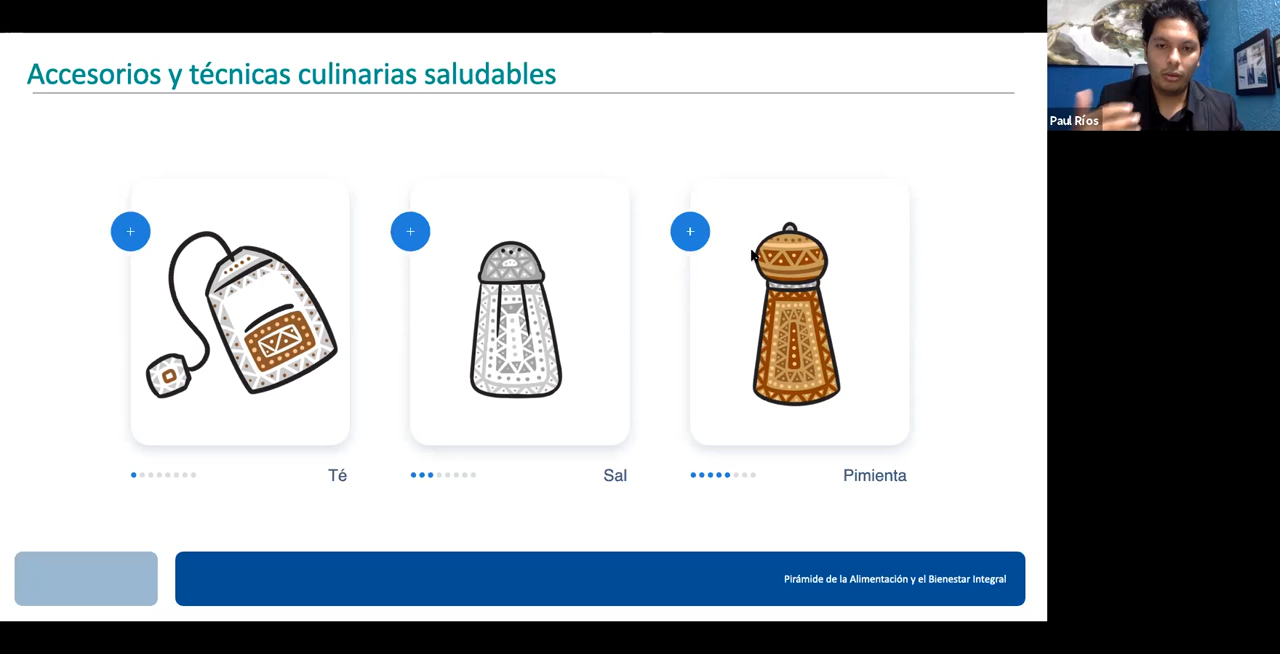 Accesorios y técnicas culinarias saludables
Paul Ríos
Té
Sal
Pimienta
Pirámide de la Alimentación y el Bienestar Integral